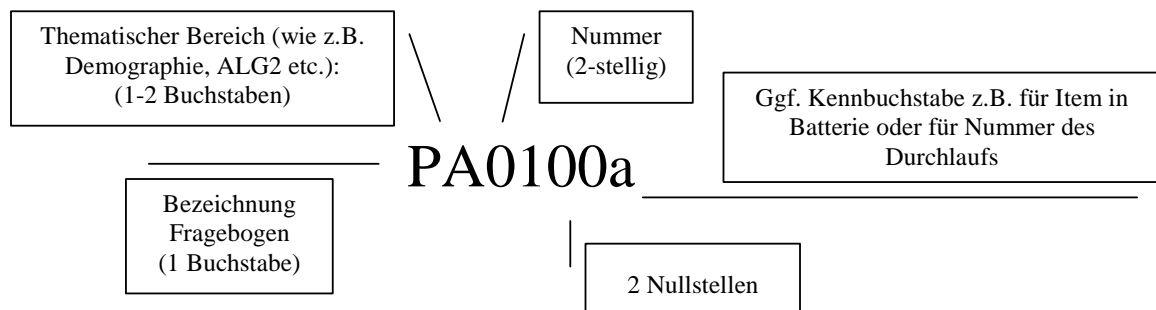 Thematischer Bereich (wie z.B.
Demographie, ALG2 etc.):
(1-2 Buchstaben)
Nummer
(2-stellig)
Ggf. Kennbuchstabe z.B. für Item in
Batterie oder für Nummer des
Durchlaufs
PA0100a
Bezeichnung
Fragebogen
(1 Buchstabe)
2 Nullstellen